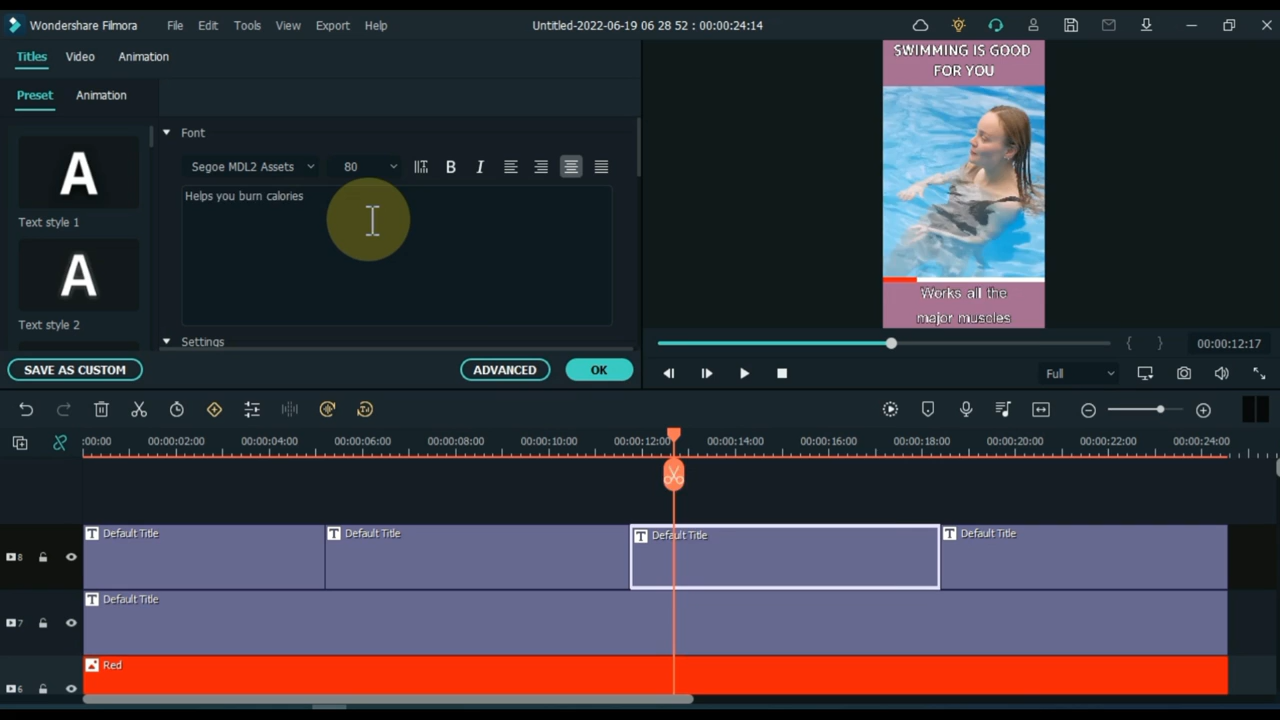 Wondershare Filmora File Edit Tools View Export Help Untitled-2022-06-19 06 28 52 : 00:00:24:14
Titles Video Animation
Preset Animation
Font
Segoe MDL2 Assets 80 B I
Helps you burn calories
A
Text style 1
A
Text style 2
Settings
SAVE AS CUSTOM ADVANCED OK
SWIMMING IS GOOD
FOR YOU
Works all the
major muscles
{ } 00:00:12:17
Full
:00:00 00:00:02:00 00:00:04:00 00:00:06:00 00:00:08:00 00:00:10:00 00:00:12:00 00:00:14:00 00:00:16:00 00:00:18:00 00:00:20:00 00:00:22:00 00:00:24:00
8 T Default Title T Default Title T Default Title T Default Title
7 T Default Title
6 Red